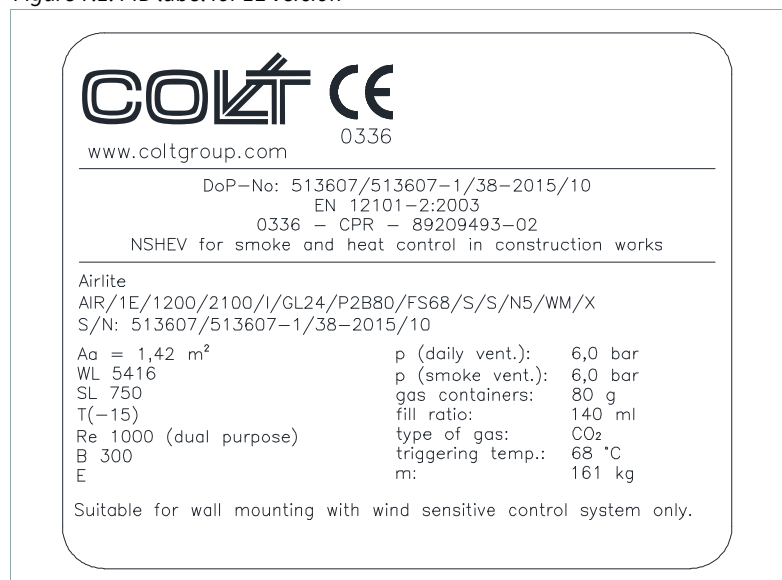 Figure 7.2: PID label for 1E version
COLT CE
0336
www.coltgroup.com
DoP-No: 513607/513607-1/38-2015/10
EN 12101-2:2003
0336 - CPR - 89209493-02
NSHEV for smoke and heat control in construction works
Airlite
AIR/1E/1200/2100/I/GL24/P2B80/FS68/S/S/N5/WM/X
S/N: 513607/513607-1/38-2015/10
Aa = 1,42 m² p (daily vent.): 6,0 bar
WL 5416 p (smoke vent.): 6,0 bar
SL 750 gas containers: 80 g
T(-15) fill ratio: 140 ml
Re 1000 (dual purpose) type of gas: CO₂
B 300 triggering temp.: 68 °C
E m: 161 kg
Suitable for wall mounting with wind sensitive control system only.